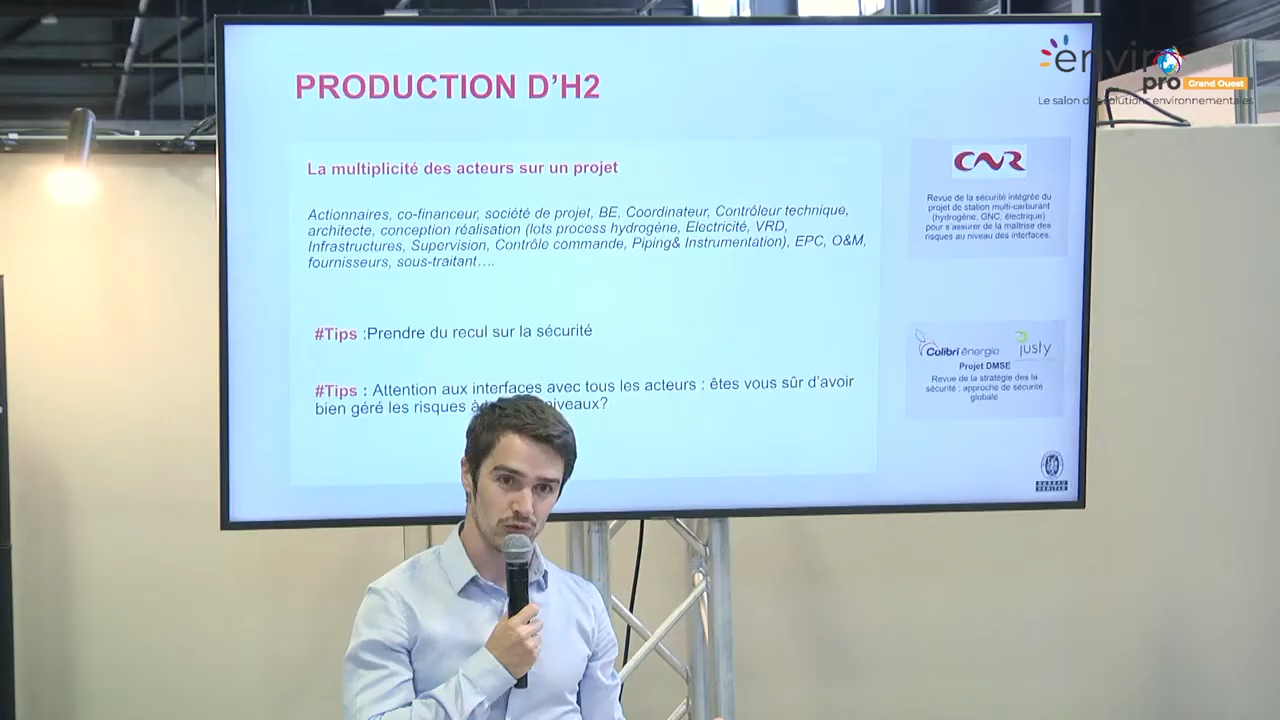 PRODUCTION D'H2
enviro
pro Grand Ouest
Le salon des solutions environnementales
La multiplicité des acteurs sur un projet
Actionnaires, co-financeur, société de projet, BE, Coordinateur, Contrôleur technique,
architecte, conception réalisation (lots process hydrogène, Electricité, VRD,
Infrastructures, Supervision, Contrôle commande, Piping& Instrumentation), EPC, O&M,
fournisseurs, sous-traitant….
#Tips :Prendre du recul sur la sécurité
#Tips : Attention aux interfaces avec tous les acteurs : êtes vous sûr d'avoir
bien géré les risques à niveaux?
CNR
Revue de la sécurité intégrée du
projet de station multi-carburant
(hydrogène, GNC, électrique)
pour s'assurer de la maîtrise des
risques au niveau des interfaces.
Colibri énergie justy
Projet DMSE
Revue de la stratégie des la
sécurité : approche de sécurité
globale
BUREAU
VERITAS